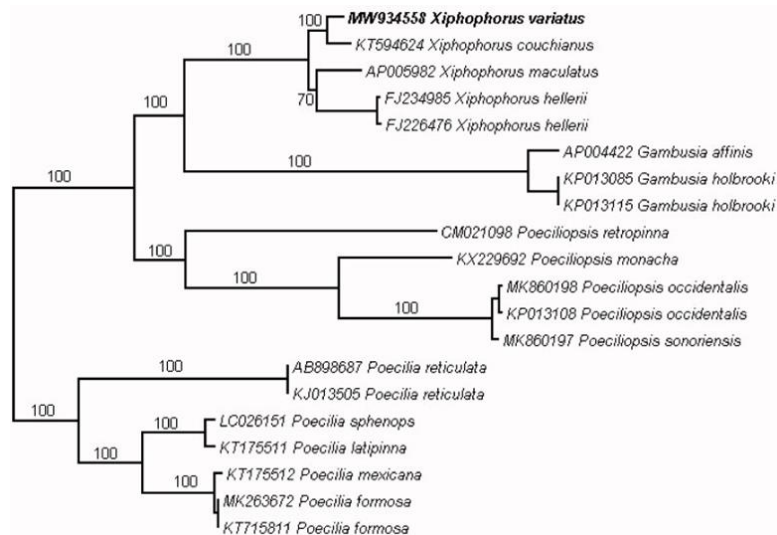 100 MW934558 Xiphophorus variatus
KT594624 Xiphophorus couchianus
100
AP005982 Xiphophorus maculatus
70
FJ234985 Xiphophorus hellerii
100
FJ226476 Xiphophorus hellerii
AP004422 Gambusia affinis
100
KP013085 Gambusia holbrooki
100
KP013115 Gambusia holbrooki
CM021098 Poeciliopsis retropinna
100
KX229692 Poeciliopsis monacha
100
MK860198 Poeciliopsis occidentalis
100
KP013108 Poeciliopsis occidentalis
MK860197 Poeciliopsis sonoriensis
AB898687 Poecilia reticulata
100
KJ013505 Poecilia reticulata
100
LC026151 Poecilia sphenops
100
KT175511 Poecilia latipinna
100
KT175512 Poecilia mexicana
100
MK263672 Poecilia formosa
KT715811 Poecilia formosa